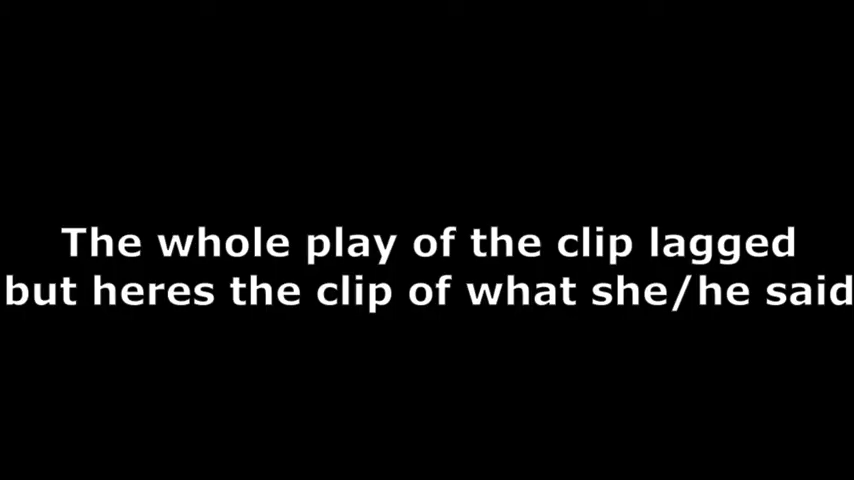 The whole play of the clip lagged
but heres the clip of what she/he said